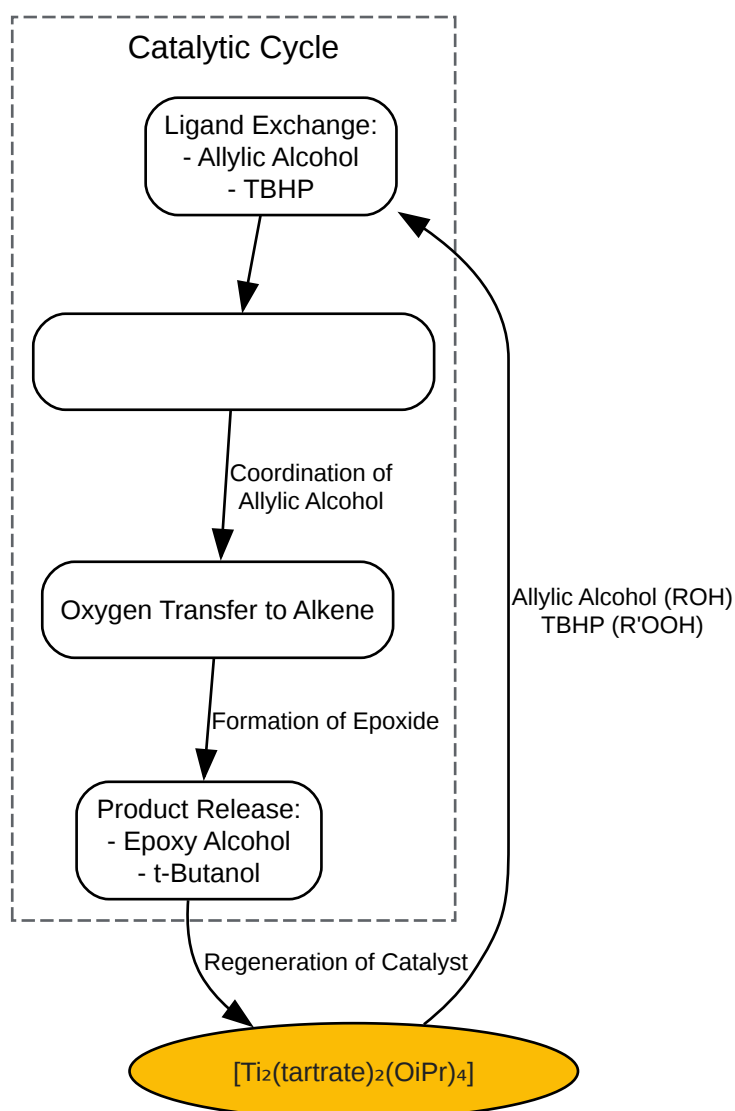 Catalytic Cycle
Ligand Exchange:
- Allylic Alcohol
- TBHP
Coordination of
Allylic Alcohol
Oxygen Transfer to Alkene
Allylic Alcohol (ROH)
TBHP (R'OOH)
Formation of Epoxide
Product Release:
- Epoxy Alcohol
- t-Butanol
Regeneration of Catalyst
[Ti₂(tartrate)₂(OiPr)₄]